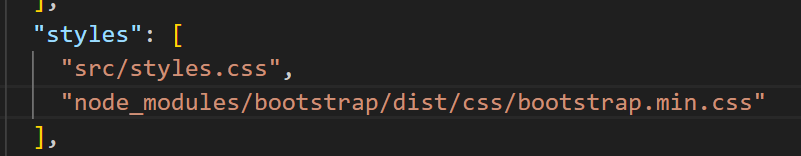 ],
"styles": [
"src/styles.css",
"node_modules/bootstrap/dist/css/bootstrap.min.css"
],